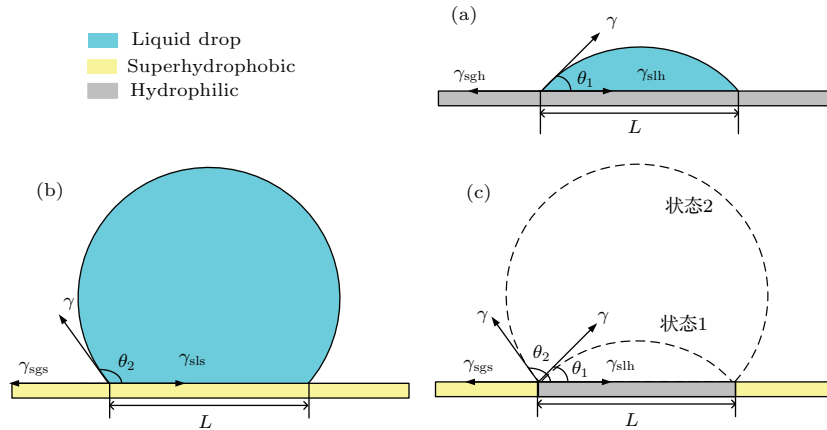 Liquid drop
Superhydrophobic
Hydrophilic
(a)
γ
γsgh
θ1
γslh
L
(b)
γ
γsgs
θ2
γsls
L
(c)
状态2
状态1
γ
γ
γsgs
θ2
θ1
γslh
L